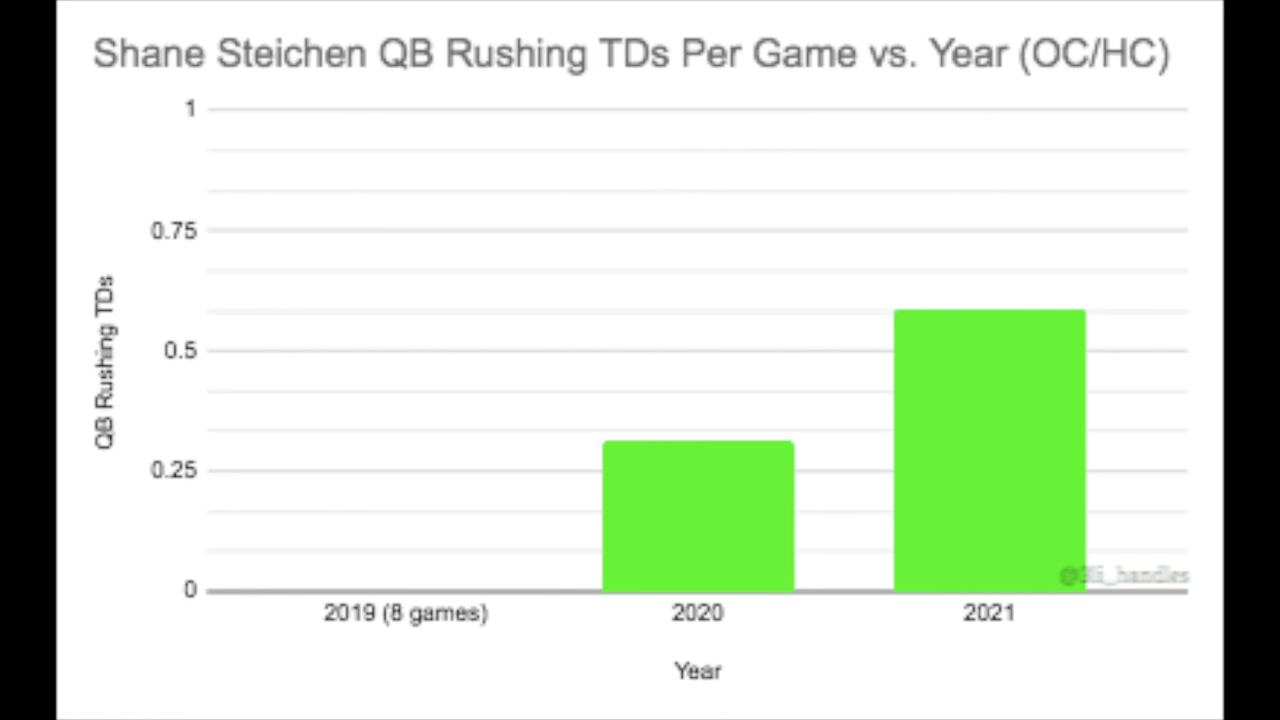 Shane Steichen QB Rushing TDs Per Game vs. Year (OC/HC)
1
0.75
0.5
0.25
0
QB Rushing TDs
2019 (8 games)
2020
2021
Year